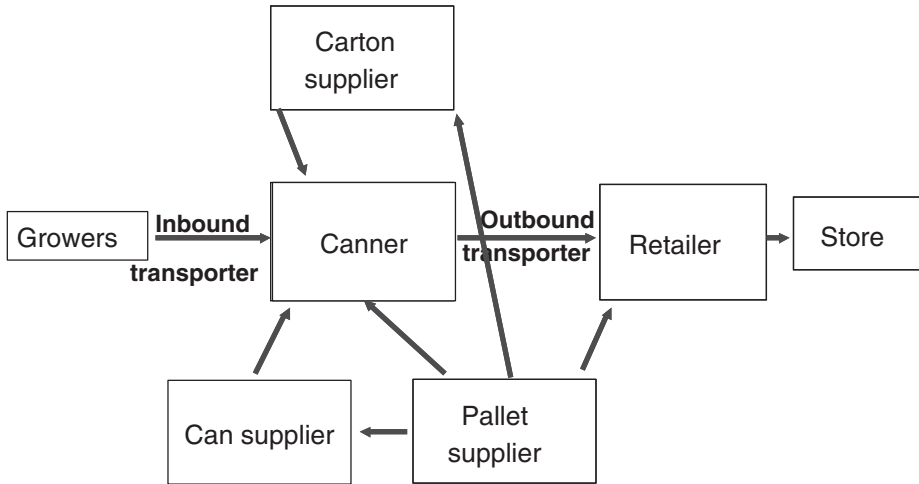 Carton
supplier
Growers
Inbound
transporter
Canner
Outbound
transporter
Retailer
Store
Can supplier
Pallet
supplier